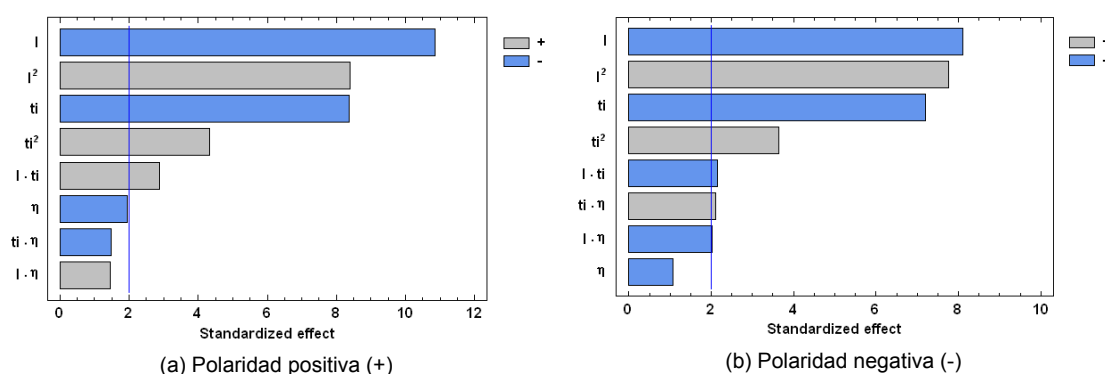 I
I²
ti
ti²
I · ti
η
ti · η
I · η
+
-
0 2 4 6 8 10 12
Standardized effect
(a) Polaridad positiva (+)
I
I²
ti
ti²
I · ti
ti · η
I · η
η
0 2 4 6 8 10
Standardized effect
(b) Polaridad negativa (-)